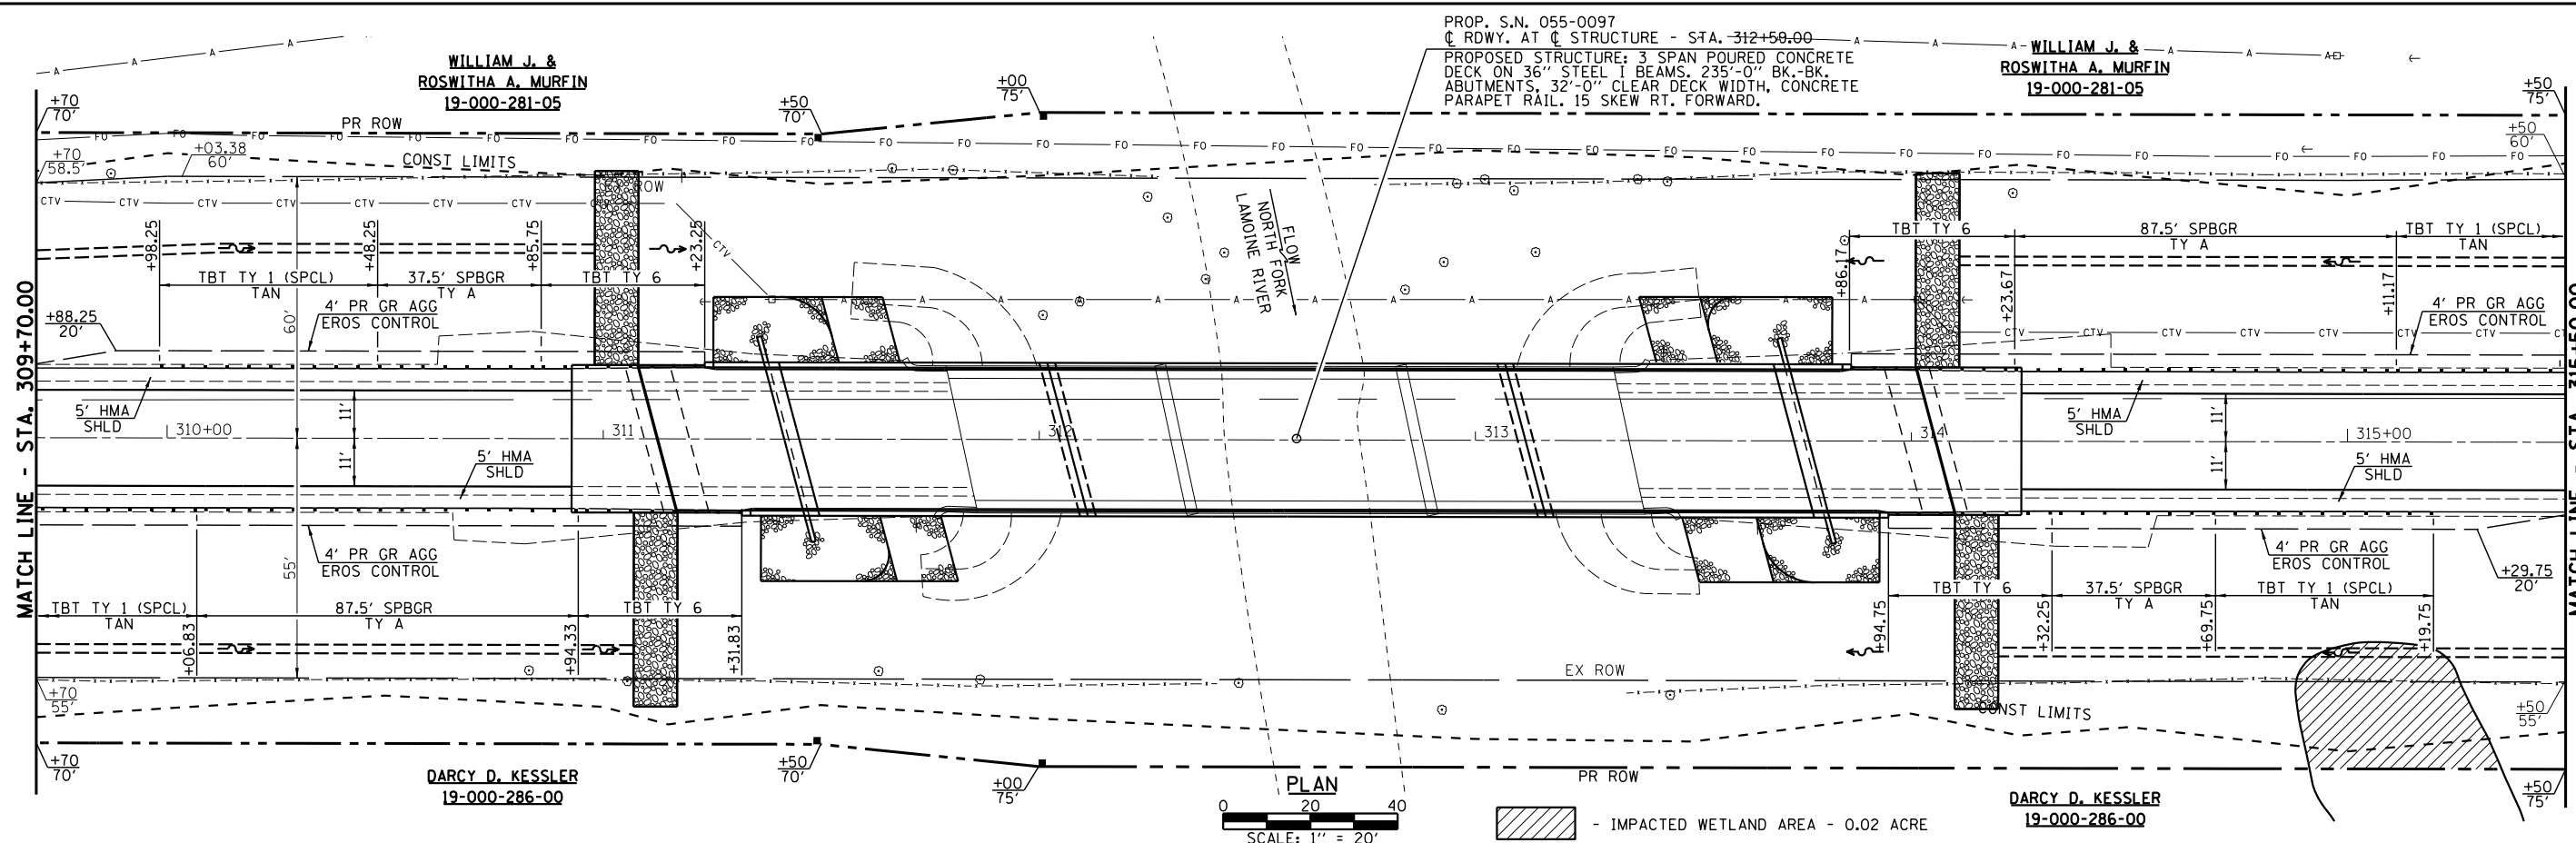 PROP. S.N. 055-0097
℄ RDWY. AT ℄ STRUCTURE - STA. 312+59.00
PROPOSED STRUCTURE: 3 SPAN POURED CONCRETE
DECK ON 36" STEEL I BEAMS. 235'-0" BK.-BK.
ABUTMENTS, 32'-0" CLEAR DECK WIDTH, CONCRETE
PARAPET RAIL. 15 SKEW RT. FORWARD.
WILLIAM J. &
ROSWITHA A. MURFIN
19-000-281-05
WILLIAM J. &
ROSWITHA A. MURFIN
19-000-281-05
+70
70'
PR ROW
+50
70'
+00
75'
+50
75'
+70
58.5'
+03.38
60'
CONST LIMITS
ROW
+50
60'
FLOW
NORTH FORK
LAMOINE RIVER
+98.25
+48.25
+85.75
+23.25
TBT TY 1 (SPCL)
TAN
37.5' SPBGR
TY A
TBT TY 6
+88.25
20'
4' PR GR AGG
EROS CONTROL
60'
+86.17
TBT TY 6
+23.67
87.5' SPBGR
TY A
+11.17
TBT TY 1 (SPCL)
TAN
4' PR GR AGG
EROS CONTROL
MATCH LINE - STA. 309+70.00
MATCH LINE - STA. 315+50.00
5' HMA
SHLD
310+00
11'
11'
5' HMA
SHLD
311
312
313
314
315+00
5' HMA
SHLD
11'
11'
5' HMA
SHLD
4' PR GR AGG
EROS CONTROL
55'
TBT TY 1 (SPCL)
TAN
+06.83
87.5' SPBGR
TY A
+94.33
TBT TY 6
+31.83
4' PR GR AGG
EROS CONTROL
+29.75
20'
+94.75
TBT TY 6
+32.25
37.5' SPBGR
TY A
+69.75
TBT TY 1 (SPCL)
TAN
+19.75
EX ROW
+70
55'
CONST LIMITS
+50
55'
+70
70'
+50
70'
+00
75'
PR ROW
+50
75'
DARCY D. KESSLER
19-000-286-00
DARCY D. KESSLER
19-000-286-00
PLAN
0 20 40
SCALE: 1" = 20'
- IMPACTED WETLAND AREA - 0.02 ACRE